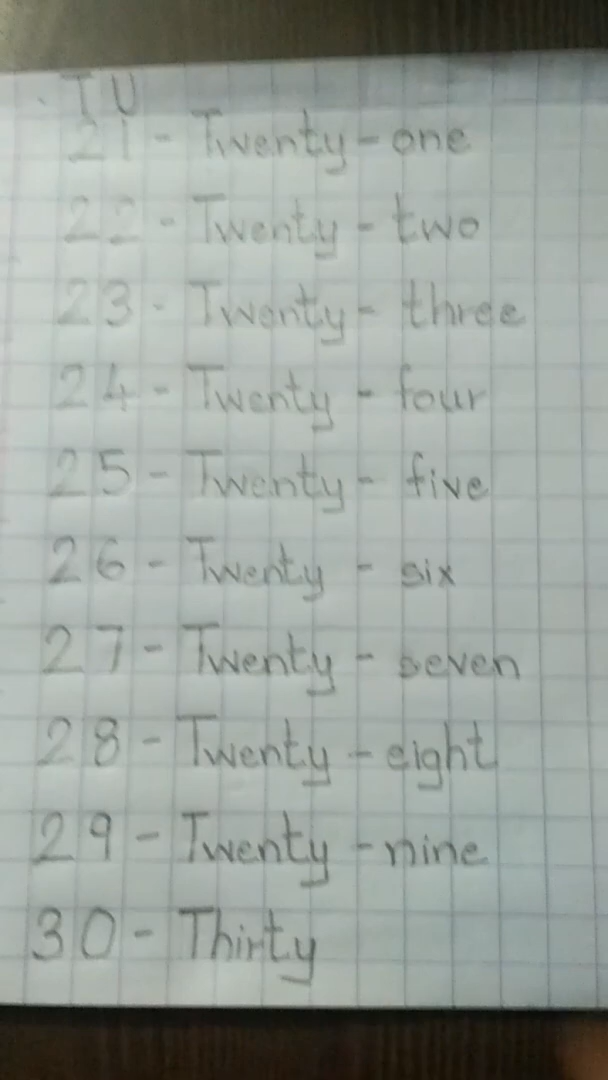 T U
21 - Twenty - one
22 - Twenty - two
23 - Twenty - three
24 - Twenty - four
25 - Twenty - five
26 - Twenty - six
27 - Twenty - seven
28 - Twenty - eight
29 - Twenty - nine
30 - Thirty